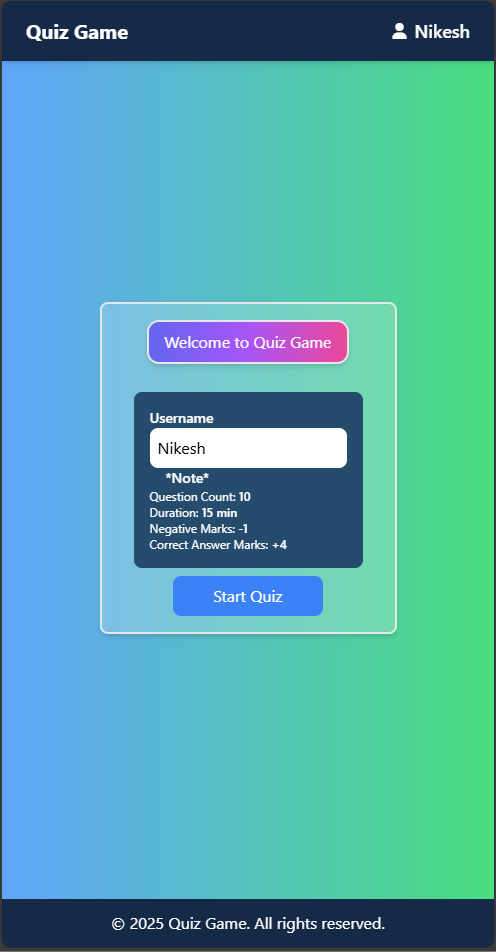 Quiz Game
Nikesh
Welcome to Quiz Game
Username
Nikesh
*Note*
Question Count: 10
Duration: 15 min
Negative Marks: -1
Correct Answer Marks: +4
Start Quiz
© 2025 Quiz Game. All rights reserved.